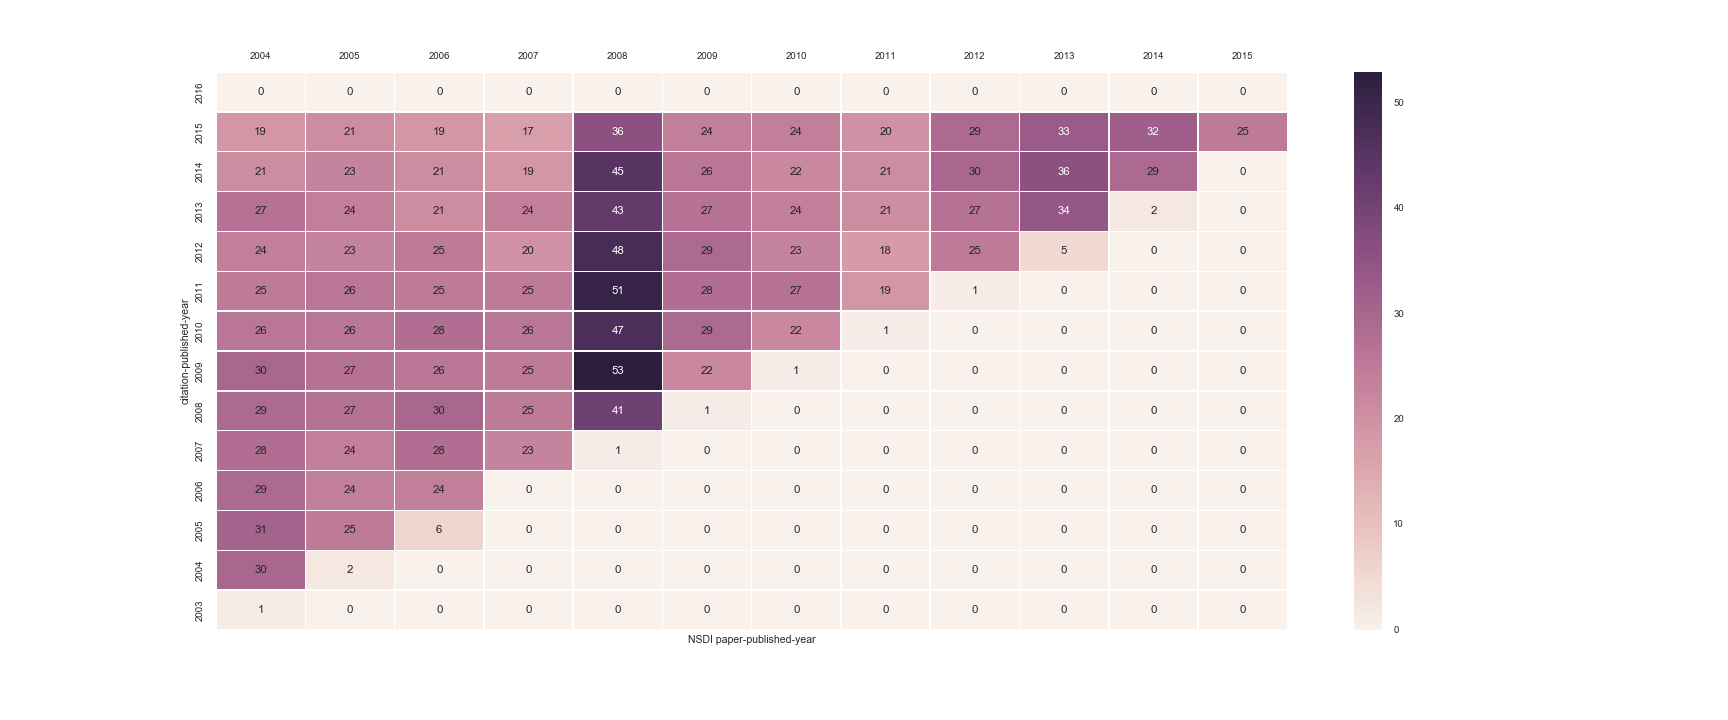 2004 2005 2006 2007 2008 2009 2010 2011 2012 2013 2014 2015
2016 0 0 0 0 0 0 0 0 0 0 0 0
2015 19 21 19 17 36 24 24 20 29 33 32 25
2014 21 23 21 19 45 26 22 21 30 36 29 0
2013 27 24 21 24 43 27 24 21 27 34 2 0
2012 24 23 25 20 48 29 23 18 25 5 0 0
2011 25 26 25 25 51 28 27 19 1 0 0 0
2010 26 26 28 26 47 29 22 1 0 0 0 0
2009 30 27 26 25 53 22 1 0 0 0 0 0
2008 29 27 30 25 41 1 0 0 0 0 0 0
2007 28 24 28 23 1 0 0 0 0 0 0 0
2006 29 24 24 0 0 0 0 0 0 0 0 0
2005 31 25 6 0 0 0 0 0 0 0 0 0
2004 30 2 0 0 0 0 0 0 0 0 0 0
2003 1 0 0 0 0 0 0 0 0 0 0 0
citation-published-year
NSDI paper-published-year
50
40
30
20
10
0